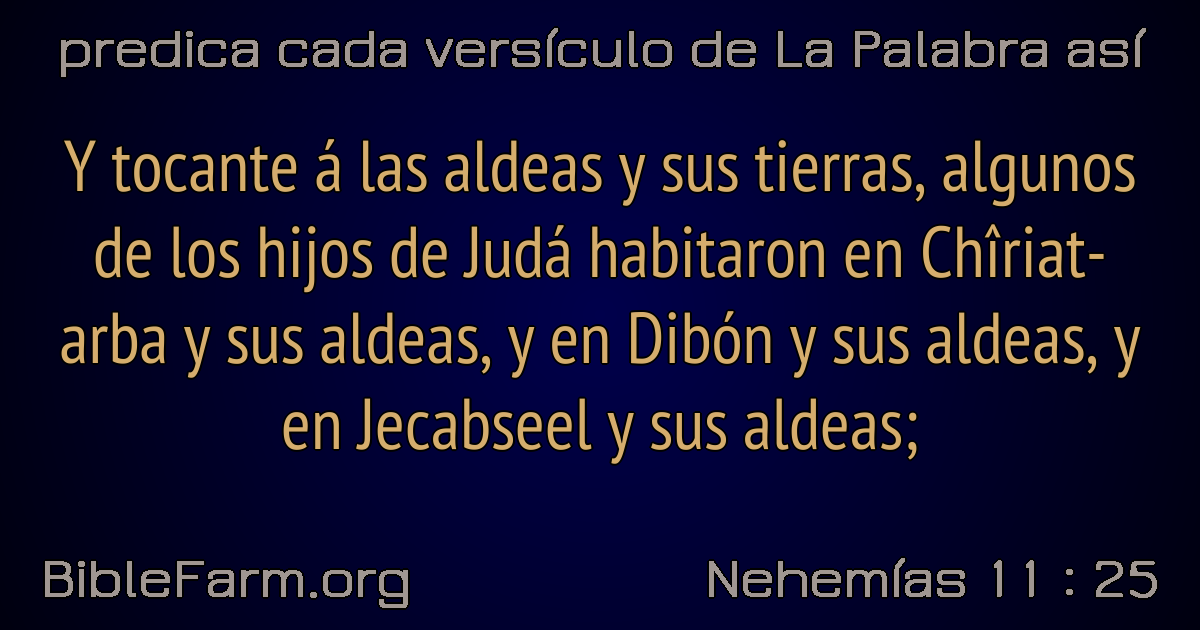 predica cada versículo de La Palabra así
Y tocante á las aldeas y sus tierras, algunos
de los hijos de Judá habitaron en Chîriat-
arba y sus aldeas, y en Dibón y sus aldeas, y
en Jecabseel y sus aldeas;
BibleFarm.org
Nehemías 11 : 25